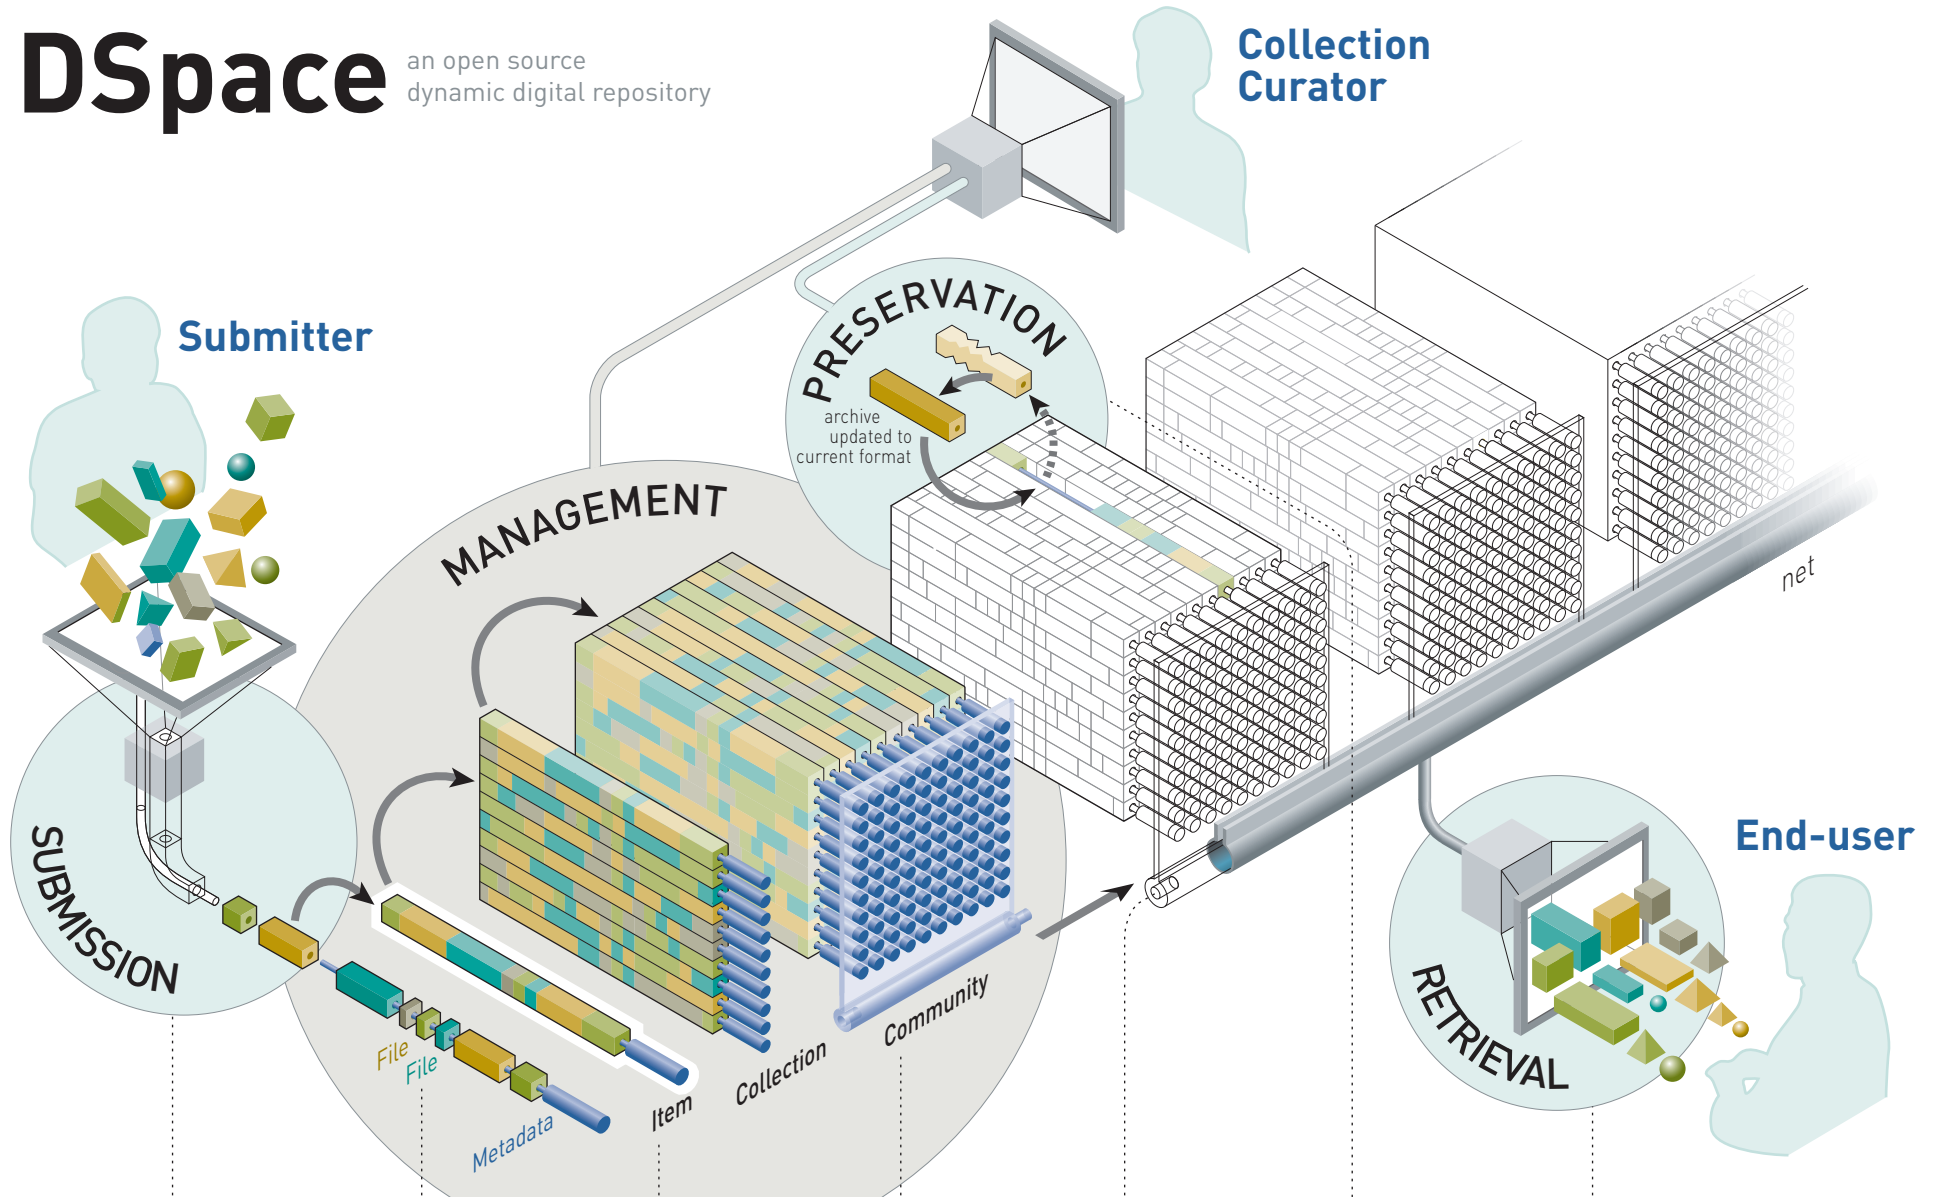 DSpace
an open source
dynamic digital repository
Collection
Curator
Submitter
PRESERVATION
archive
updated to
current format
MANAGEMENT
net
End-user
SUBMISSION
RETRIEVAL
File
File
Metadata
Item
Collection
Community